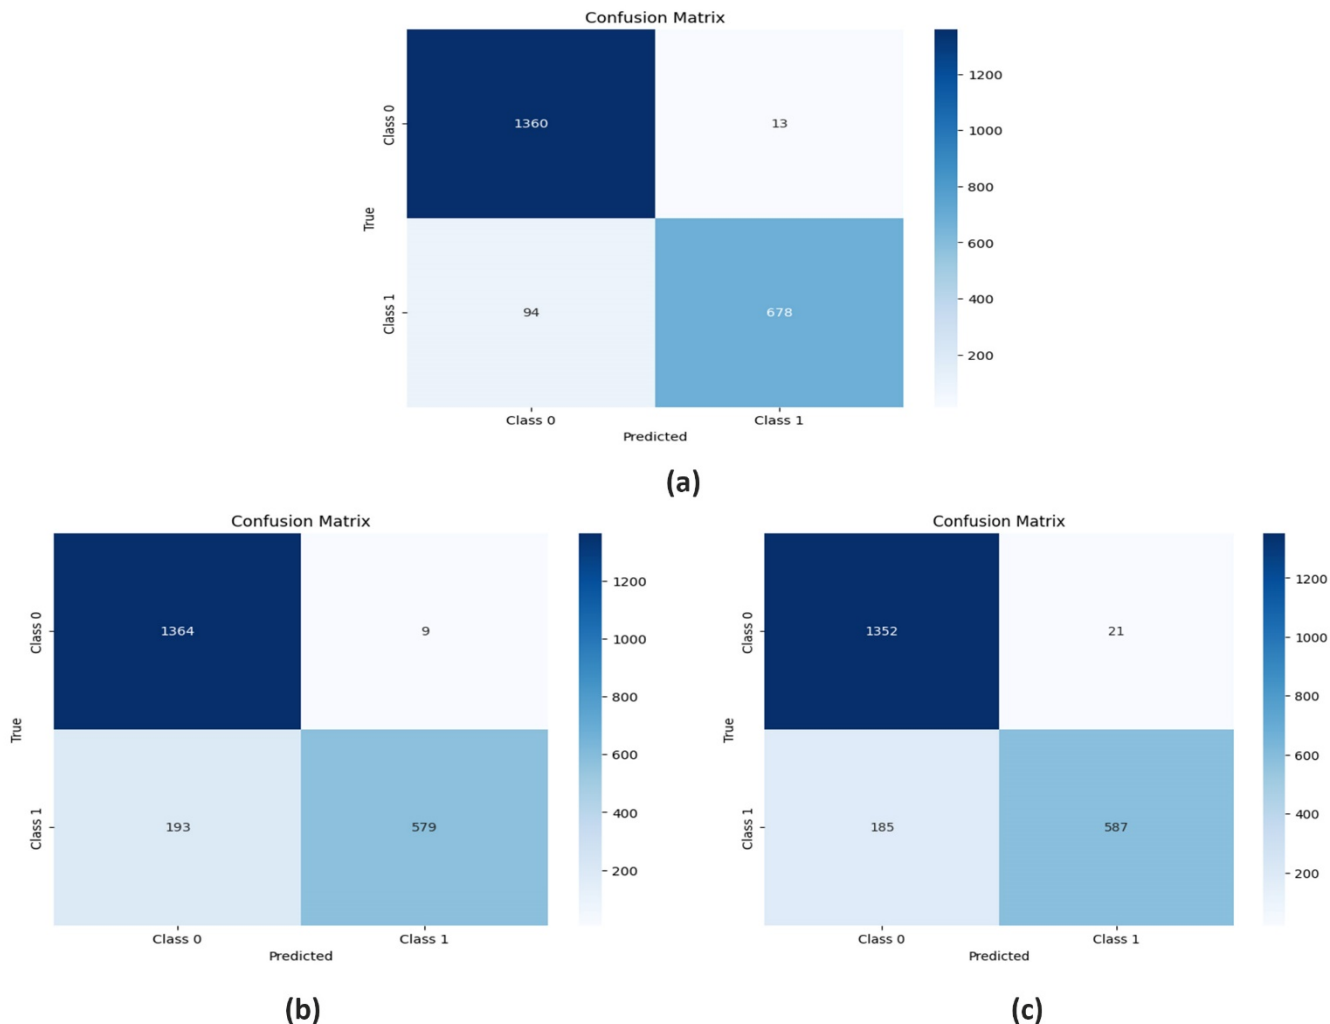 Confusion Matrix
Class 0
1360
13
1200
1000
800
600
400
200
True
Class 1
94
678
Class 0
Class 1
Predicted
(a)
Confusion Matrix
Class 0
1364
9
1200
1000
800
600
400
200
True
Class 1
193
579
Class 0
Class 1
Predicted
(b)
Confusion Matrix
Class 0
1352
21
1200
1000
800
600
400
200
True
Class 1
185
587
Class 0
Class 1
Predicted
(c)